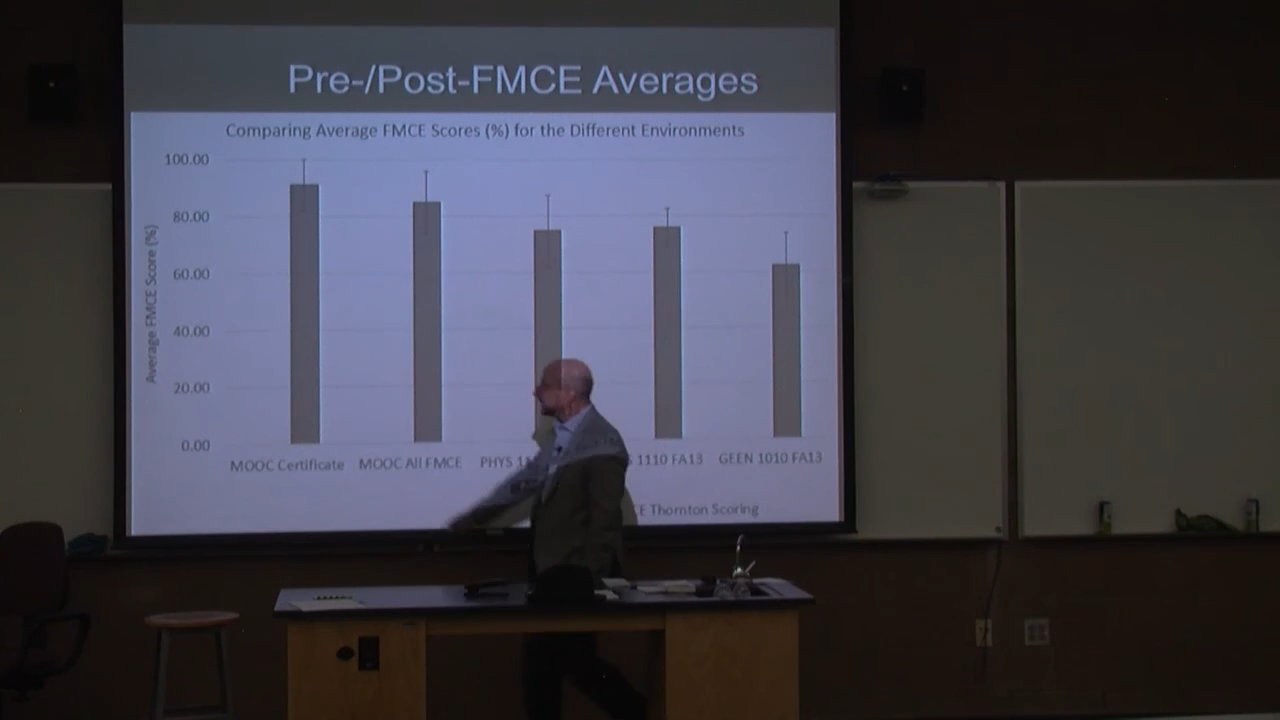 Pre-/Post-FMCE Averages
Comparing Average FMCE Scores (%) for the Different Environments
Average FMCE Score (%)
100.00
80.00
60.00
40.00
20.00
0.00
MOOC Certificate MOOC All FMCE PHYS 1110 FA13 GEEN 1010 FA13
Thornton Scoring